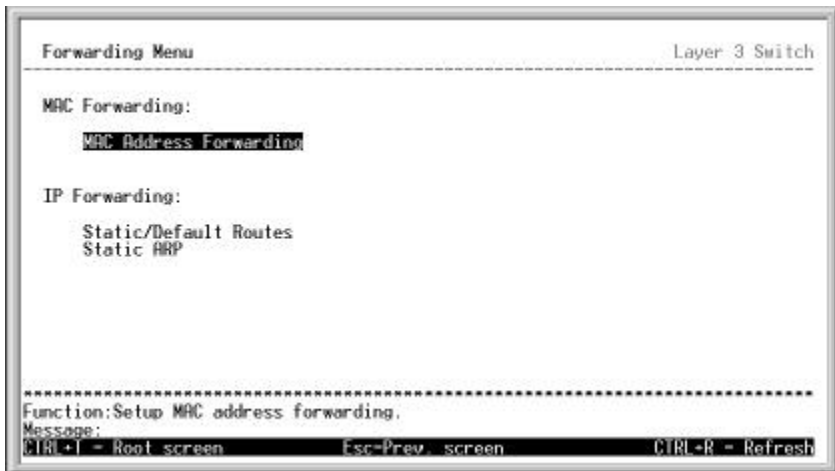 Forwarding Menu Layer 3 Switch
MAC Forwarding:
MAC Address Forwarding
IP Forwarding:
Static/Default Routes
Static ARP
Function:Setup MAC address forwarding.
Message:
CTRL+T = Root screen Esc=Prev. screen CTRL+R = Refresh